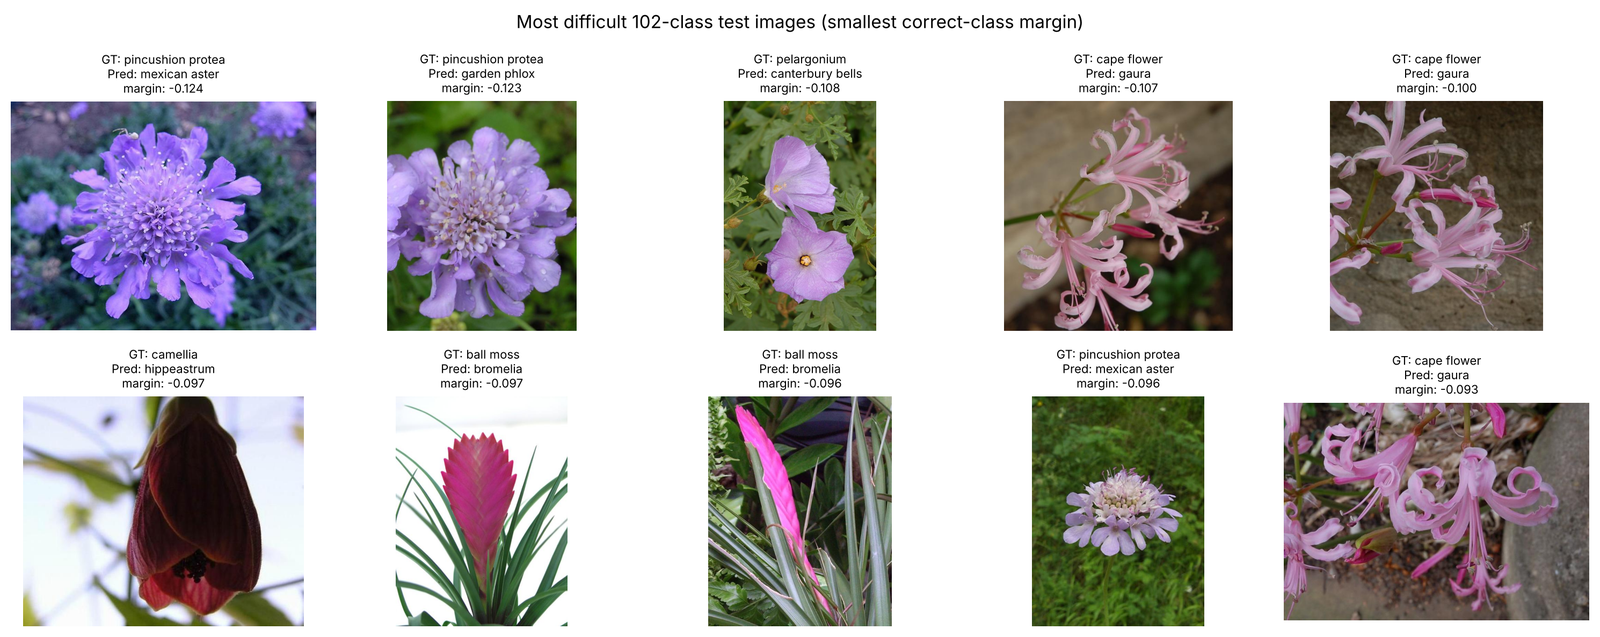 Most difficult 102-class test images (smallest correct-class margin)
GT: pincushion protea
Pred: mexican aster
margin: -0.124
GT: pincushion protea
Pred: garden phlox
margin: -0.123
GT: pelargonium
Pred: canterbury bells
margin: -0.108
GT: cape flower
Pred: gaura
margin: -0.107
GT: cape flower
Pred: gaura
margin: -0.100
GT: camellia
Pred: hippeastrum
margin: -0.097
GT: ball moss
Pred: bromelia
margin: -0.097
GT: ball moss
Pred: bromelia
margin: -0.096
GT: pincushion protea
Pred: mexican aster
margin: -0.096
GT: cape flower
Pred: gaura
margin: -0.093